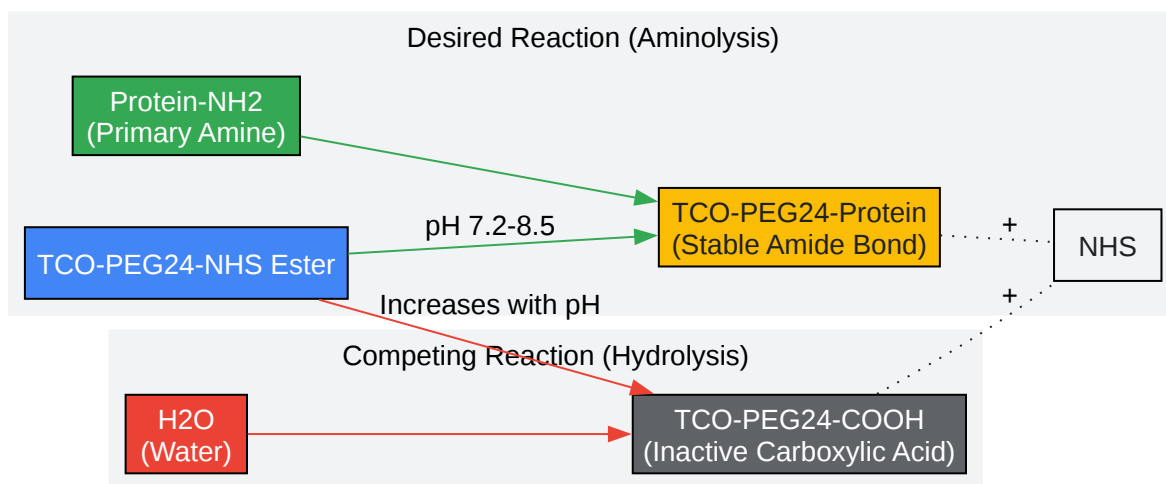 Desired Reaction (Aminolysis)
Protein-NH2
(Primary Amine)
TCO-PEG24-NHS Ester
pH 7.2-8.5
TCO-PEG24-Protein
(Stable Amide Bond)
+
NHS
Increases with pH
+
Competing Reaction (Hydrolysis)
H2O
(Water)
TCO-PEG24-COOH
(Inactive Carboxylic Acid)